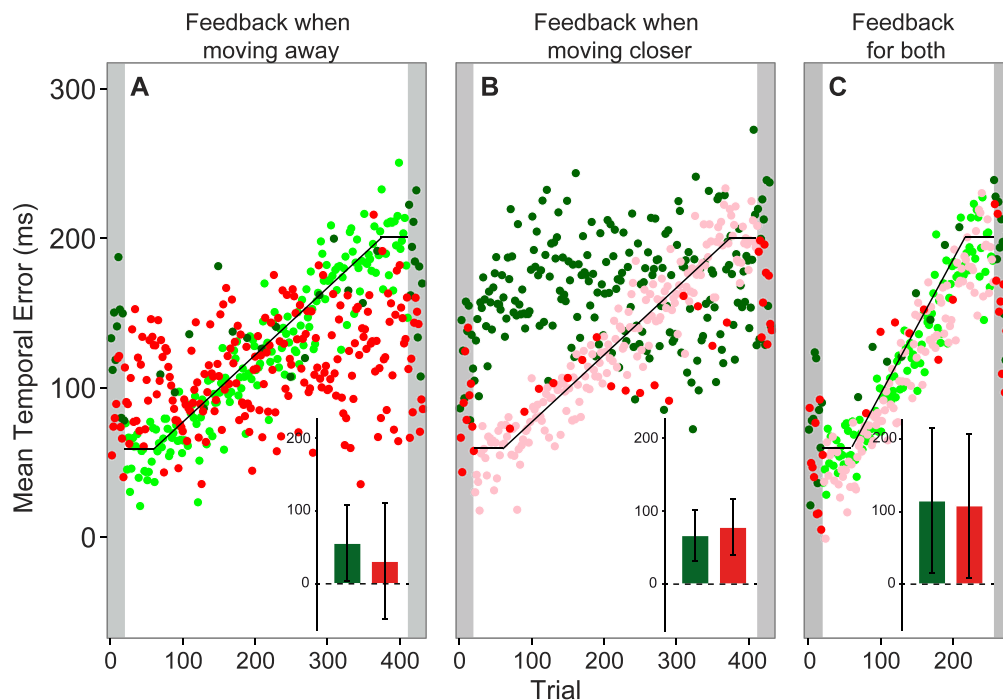 Feedback when
moving away
Feedback when
moving closer
Feedback
for both
A
B
C
Mean Temporal Error (ms)
300
200
100
0
200
100
0
200
100
0
200
100
0
0 100 200 300 400
0 100 200 300 400
0 100 200
Trial